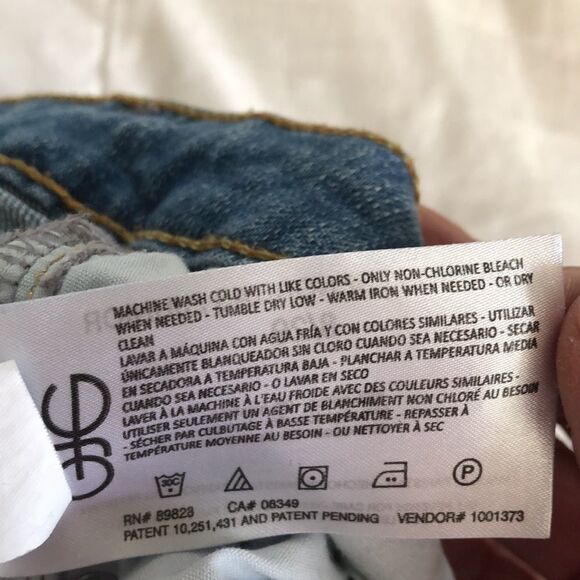 MACHINE WASH COLD WITH LIKE COLORS - ONLY NON-CHLORINE BLEACH
WHEN NEEDED - TUMBLE DRY LOW - WARM IRON WHEN NEEDED - OR DRY
CLEAN
LAVAR A MÁQUINA CON AGUA FRÍA Y CON COLORES SIMILARES - UTILIZAR
ÚNICAMENTE BLANQUEADOR SIN CLORO CUANDO SEA NECESARIO - SECAR
EN SECADORA A TEMPERATURA BAJA - PLANCHAR A TEMPERATURA MEDIA
CUANDO SEA NECESARIO - O LAVAR EN SECO
LAVER À LA MACHINE À L'EAU FROIDE AVEC DES COULEURS SIMILAIRES -
UTILISER SEULEMENT UN AGENT DE BLANCHIMENT NON CHLORÉ AU BESOIN
- SÉCHER PAR CULBUTAGE À BASSE TEMPÉRATURE - REPASSER À
TEMPÉRATURE MOYENNE AU BESOIN - OU NETTOYER À SEC
30C
P
RN# 89828 CA# 08349
PATENT 10,251,431 AND PATENT PENDING VENDOR# 1001373